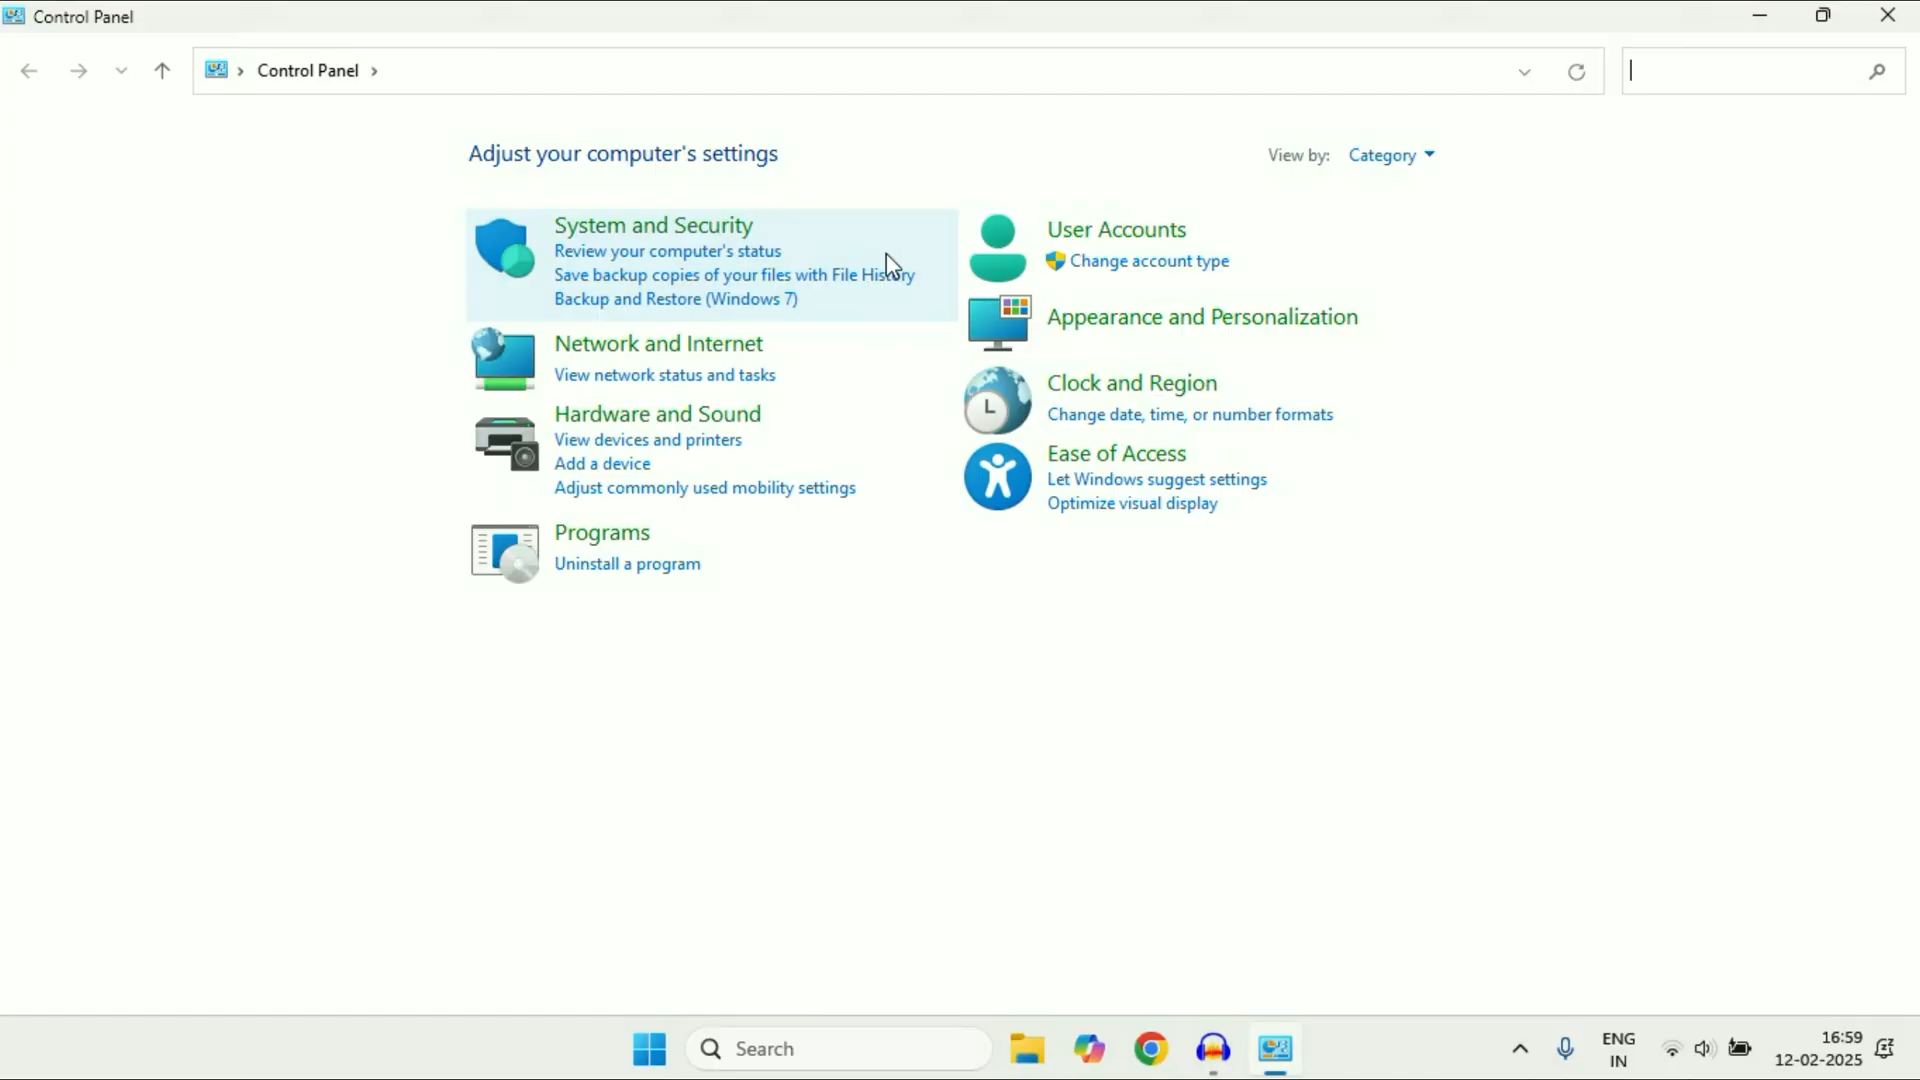 Control Panel
Control Panel
Adjust your computer's settings
View by: Category
System and Security
Review your computer's status
Save backup copies of your files with File History
Backup and Restore (Windows 7)
Network and Internet
View network status and tasks
Hardware and Sound
View devices and printers
Add a device
Adjust commonly used mobility settings
Programs
Uninstall a program
User Accounts
Change account type
Appearance and Personalization
Clock and Region
Change date, time, or number formats
Ease of Access
Let Windows suggest settings
Optimize visual display
Search
ENG
IN
16:59
12-02-2025